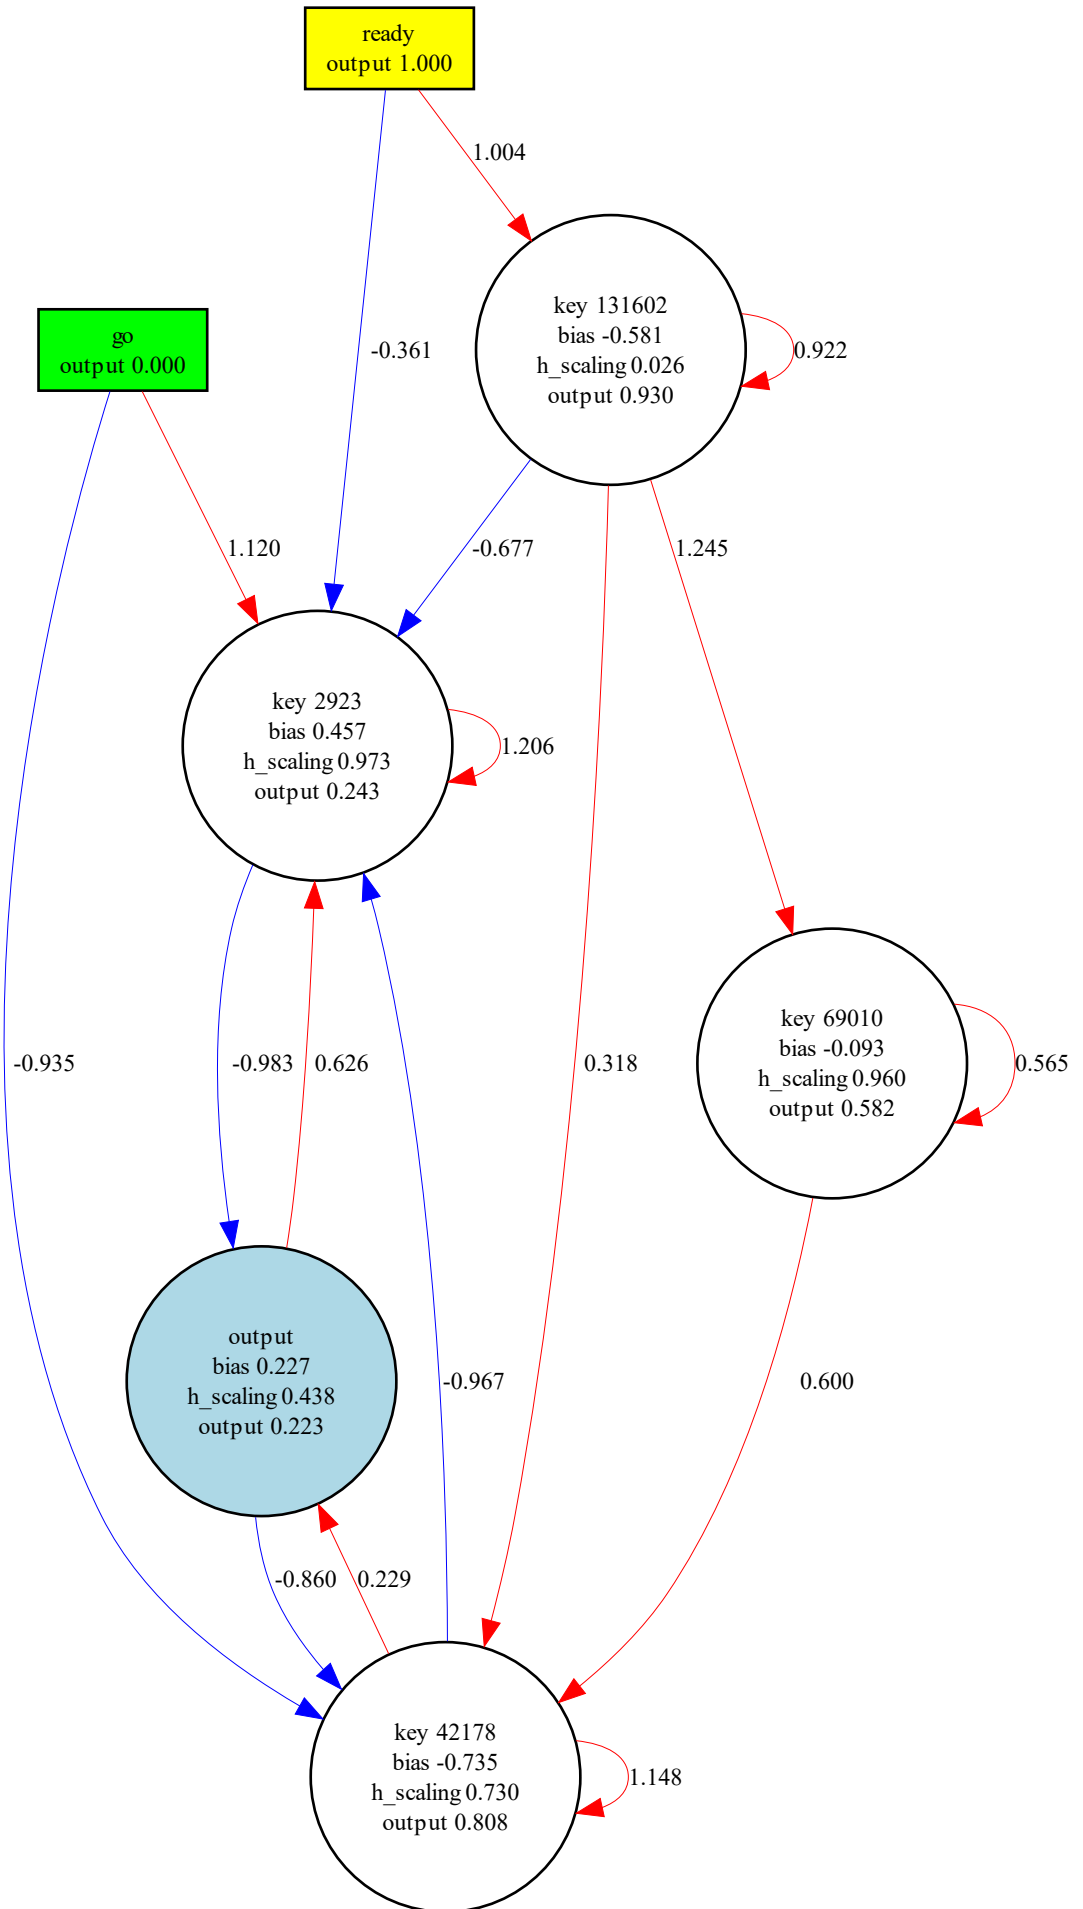 ready
output 1.000
1.004
go
output 0.000
key 131602
bias -0.581
h_scaling 0.026
output 0.930
0.922
-0.361
1.120
-0.677
1.245
key 2923
bias 0.457
h_scaling 0.973
output 0.243
1.206
key 69010
bias -0.093
h_scaling 0.960
output 0.582
0.565
-0.935
-0.983
0.626
0.318
output
bias 0.227
h_scaling 0.438
output 0.223
-0.967
0.600
-0.860
0.229
key 42178
bias -0.735
h_scaling 0.730
output 0.808
1.148